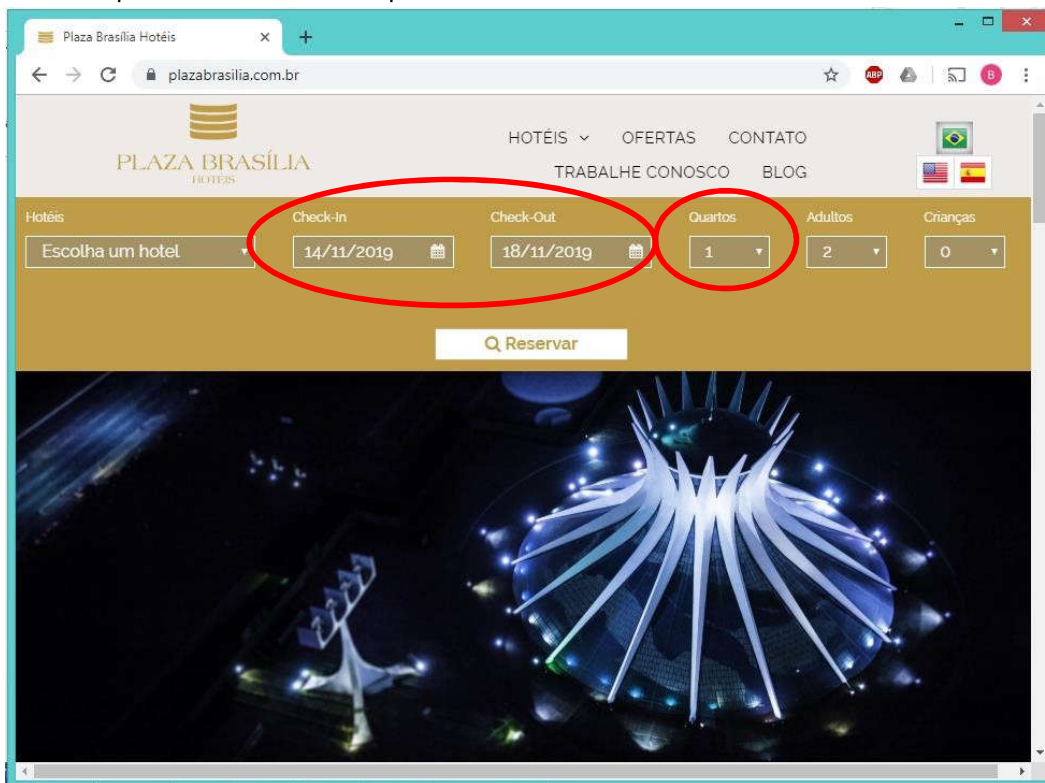 Plaza Brasília Hotéis
plazabrasilia.com.br
ABP
B
PLAZA BRASÍLIA
HOTÉIS
HOTÉIS OFERTAS CONTATO
TRABALHE CONOSCO BLOG
Hotéis Check-In Check-Out Quartos Adultos Crianças
Escolha um hotel 14/11/2019 18/11/2019 1 2 0
Reservar